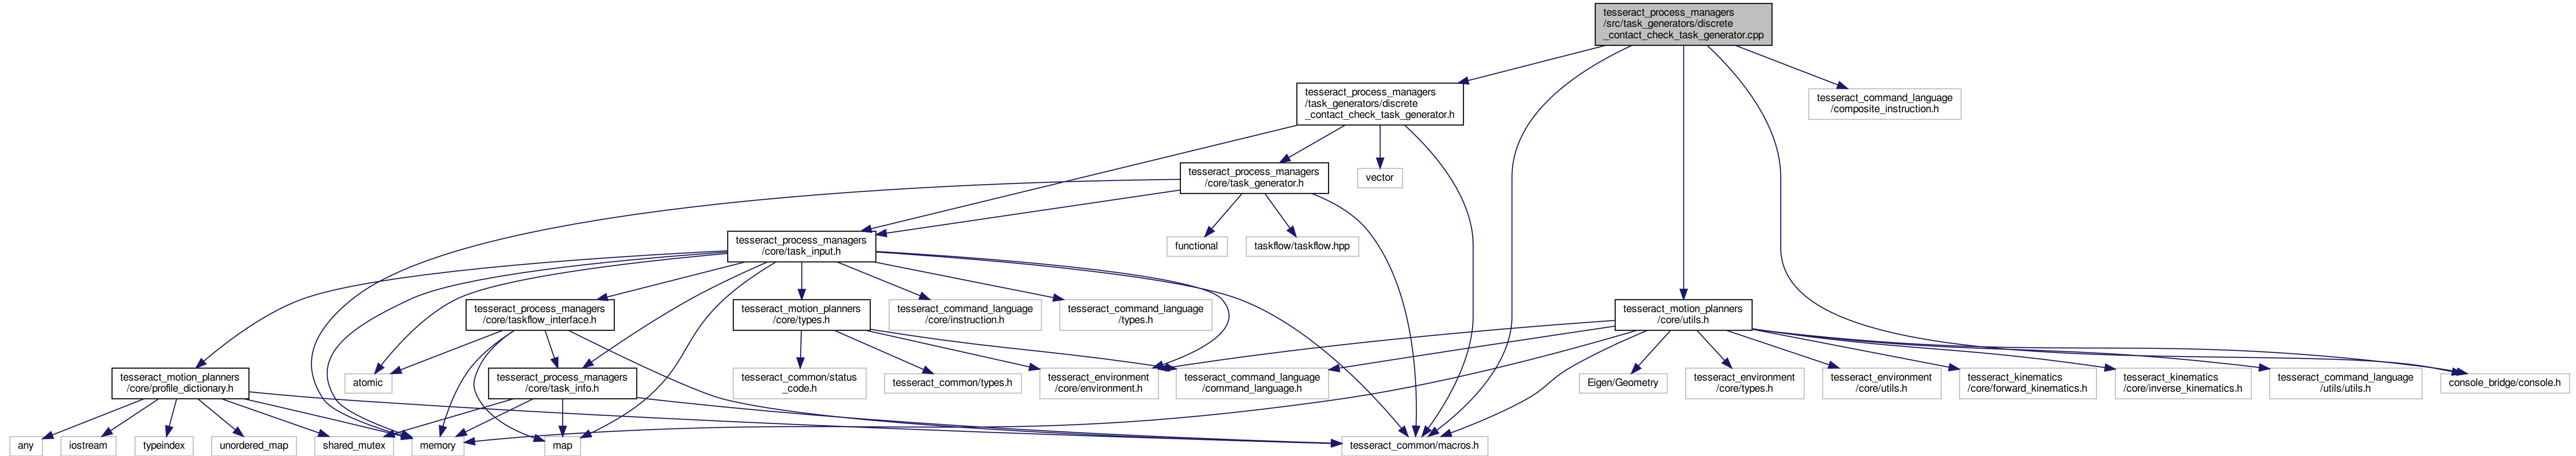 tesseract_process_managers
/src/task_generators/discrete
_contact_check_task_generator.cpp
tesseract_process_managers
/task_generators/discrete
_contact_check_task_generator.h
tesseract_command_language
/composite_instruction.h
tesseract_process_managers
/core/task_generator.h
vector
tesseract_process_managers
/core/task_input.h
functional
taskflow/taskflow.hpp
tesseract_process_managers
/core/taskflow_interface.h
tesseract_motion_planners
/core/types.h
tesseract_command_language
/core/instruction.h
tesseract_command_language
/types.h
tesseract_motion_planners
/core/utils.h
tesseract_motion_planners
/core/profile_dictionary.h
atomic
tesseract_process_managers
/core/task_info.h
tesseract_common/status
_code.h
tesseract_common/types.h
tesseract_environment
/core/environment.h
tesseract_command_language
/command_language.h
Eigen/Geometry
tesseract_environment
/core/types.h
tesseract_environment
/core/utils.h
tesseract_kinematics
/core/forward_kinematics.h
tesseract_kinematics
/core/inverse_kinematics.h
tesseract_command_language
/utils/utils.h
console_bridge/console.h
any
iostream
typeindex
unordered_map
shared_mutex
memory
map
tesseract_common/macros.h